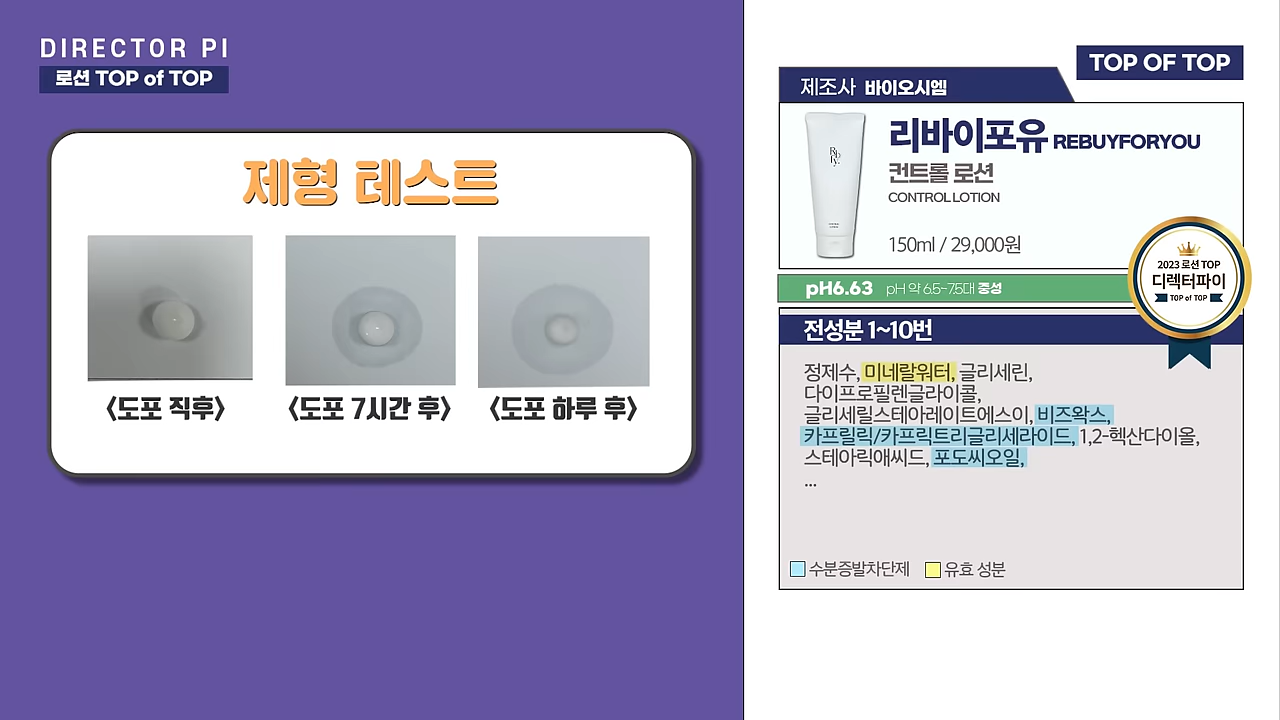 DIRECTOR PI
로션 TOP of TOP
제형 테스트
<도포 직후>
<도포 7시간 후>
<도포 하루 후>
TOP OF TOP
제조사 바이오시엠
리바이포유 REBUYFORYOU
컨트롤 로션
CONTROL LOTION
150ml / 29,000원
pH6.63 pH 약 6.5~7.5대 중성
2023 로션 TOP
디렉터파이
TOP of TOP
전성분 1~10번
정제수, 미네랄워터, 글리세린,
다이프로필렌글라이콜,
글리세릴스테아레이트에스이, 비즈왁스,
카프릴릭/카프릭트리글리세라이드, 1,2-헥산다이올,
스테아릭애씨드, 포도씨오일,
...
수분증발차단제 유효 성분